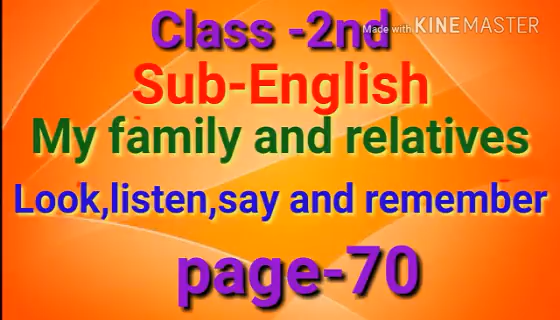 Class -2nd
Made with KINEMASTER
Sub-English
My family and relatives
Look,listen,say and remember
page-70